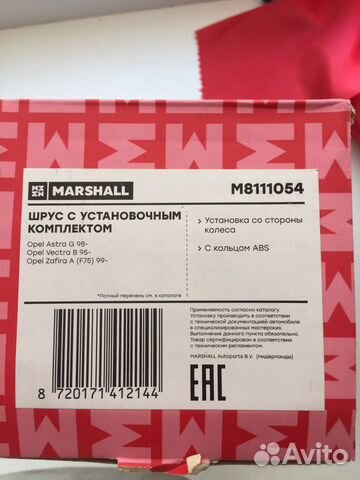 MARSHALL
M8111054
ШРУС С УСТАНОВОЧНЫМ
КОМПЛЕКТОМ
Opel Astra G 98-
Opel Vectra B 95-
Opel Zafira A (F75) 99-
*Полный перечень см. в каталоге
› Установка со стороны
колеса
› С кольцом ABS
Применяемость согласно каталогу.
Установку производить в соответствии
с технической документацией автомобиля
в специализированных мастерских.
Выполнение данного пункта обязательно.
Товар сертифицирован в соответствии
с техническим регламентом.
MARSHALL Autoparts B.V. (Нидерланды)
8 720171 412144
EAC
Avito